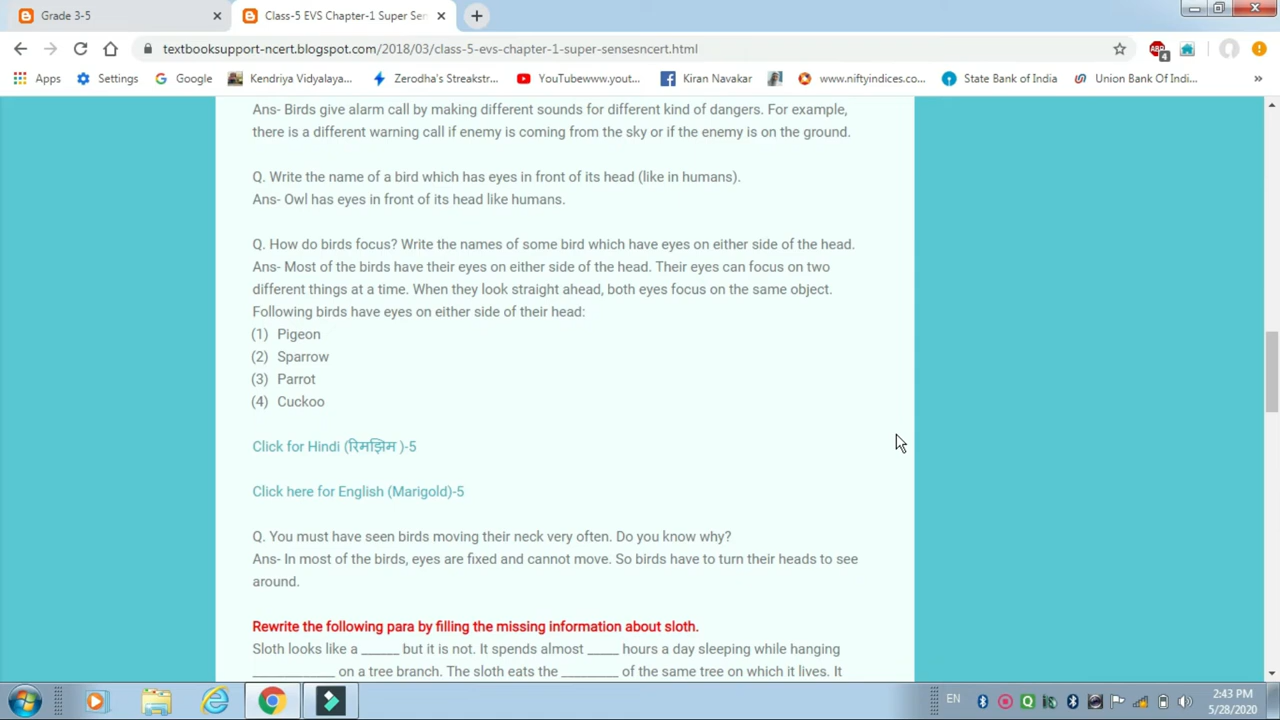 Grade 3-5
Class-5 EVS Chapter-1 Super Sen
textbooksupport-ncert.blogspot.com/2018/03/class-5-evs-chapter-1-super-sensesncert.html
ABP
4
Apps Settings Google Kendriya Vidyalaya... Zerodha's Streakstr... YouTubewww.yout... Kiran Navakar www.niftyindices.co... State Bank of India Union Bank Of Indi... »
Ans- Birds give alarm call by making different sounds for different kind of dangers. For example,
there is a different warning call if enemy is coming from the sky or if the enemy is on the ground.
Q. Write the name of a bird which has eyes in front of its head (like in humans).
Ans- Owl has eyes in front of its head like humans.
Q. How do birds focus? Write the names of some bird which have eyes on either side of the head.
Ans- Most of the birds have their eyes on either side of the head. Their eyes can focus on two
different things at a time. When they look straight ahead, both eyes focus on the same object.
Following birds have eyes on either side of their head:
(1) Pigeon
(2) Sparrow
(3) Parrot
(4) Cuckoo
Click for Hindi (रिमझिम )-5
Click here for English (Marigold)-5
Q. You must have seen birds moving their neck very often. Do you know why?
Ans- In most of the birds, eyes are fixed and cannot move. So birds have to turn their heads to see
around.
Rewrite the following para by filling the missing information about sloth.
Sloth looks like a ______ but it is not. It spends almost _____ hours a day sleeping while hanging
_____________ on a tree branch. The sloth eats the _________ of the same tree on which it lives. It
EN
2:43 PM
5/28/2020